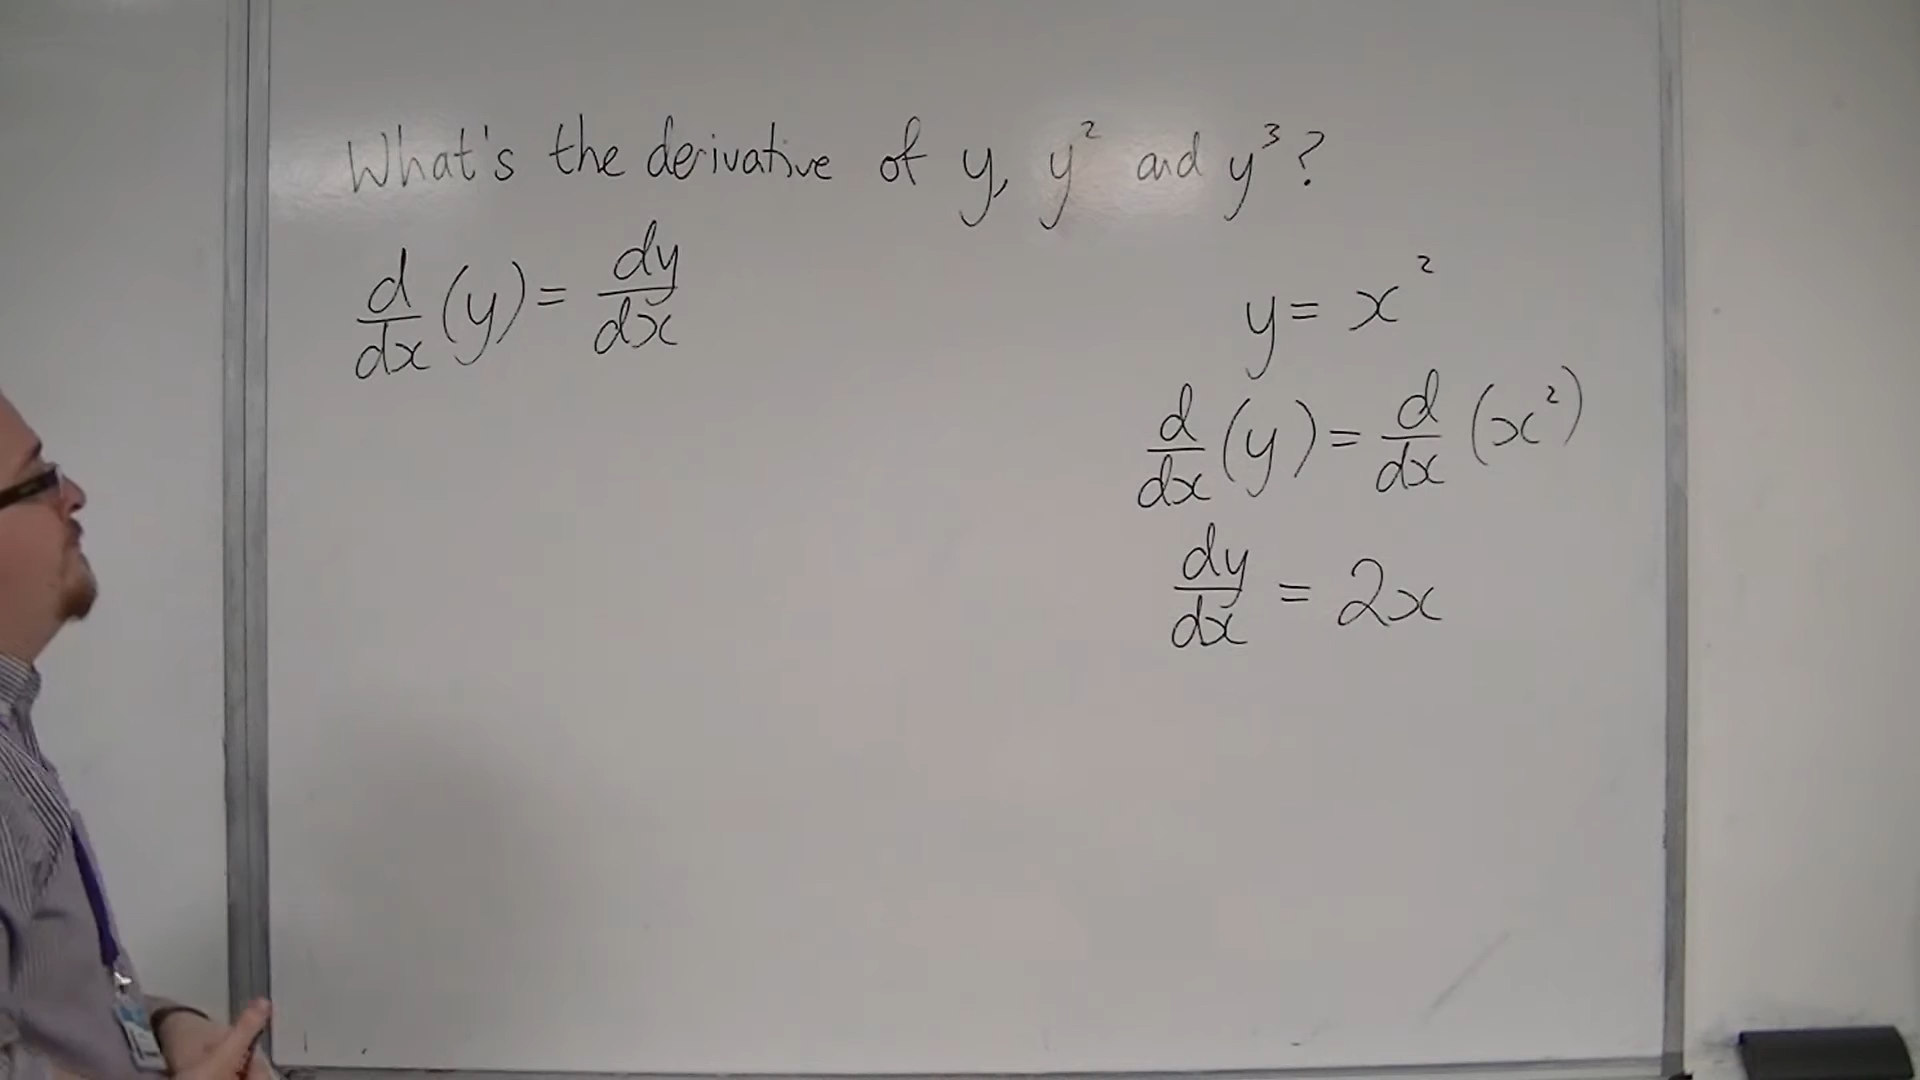 What's the derivative of y, y² and y³?
d/dx (y) = dy/dx
y = x²
d/dx (y) = d/dx (x²)
dy/dx = 2x